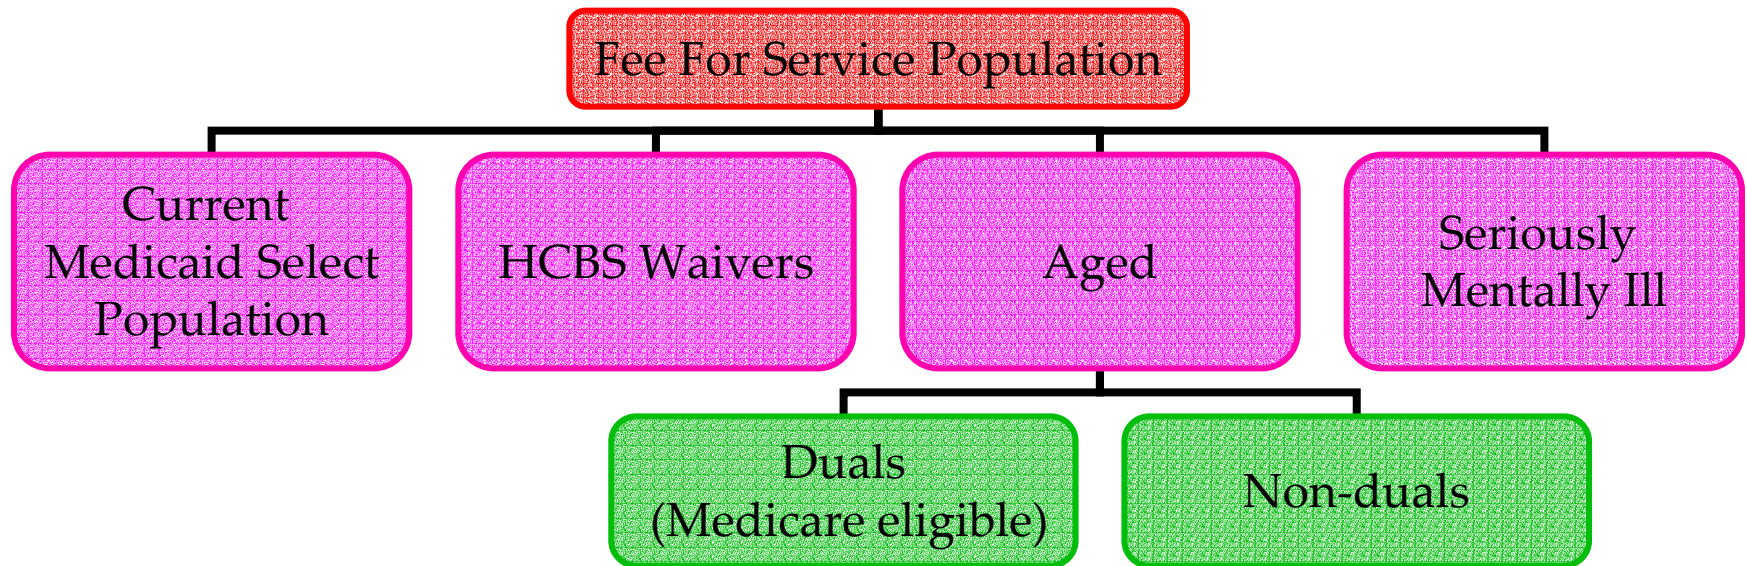 Fee For Service Population
Current
Medicaid Select
Population
HCBS Waivers
Aged
Seriously
Mentally Ill
Duals
(Medicare eligible)
Non-duals